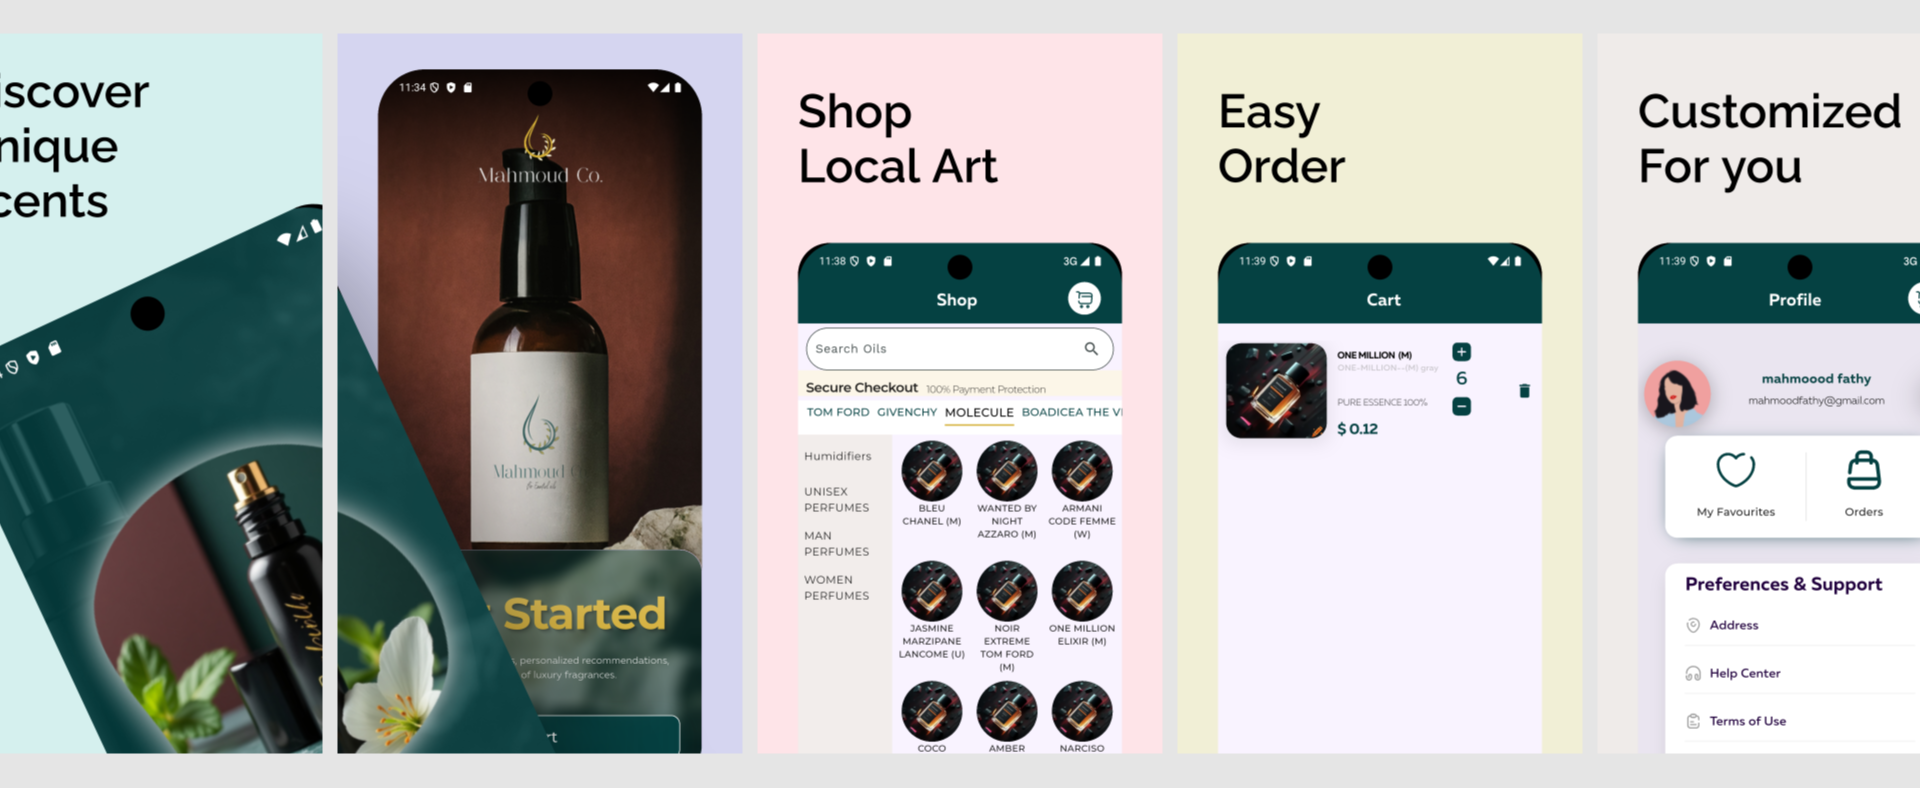 iscover
nique
cents
11:34
Mahmoud Co.
Mahmoud C
Started
personalized recommendations,
of luxury fragrances.
rt
Shop
Local Art
11:38
3G
Shop
Search Oils
Secure Checkout 100% Payment Protection
TOM FORD GIVENCHY MOLECULE BOADICEA THE VI
Humidifiers
UNISEX
PERFUMES
MAN
PERFUMES
WOMEN
PERFUMES
BLEU
CHANEL (M)
WANTED BY
NIGHT
AZZARO (M)
ARMANI
CODE FEMME
(W)
JASMINE
MARZIPANE
LANCOME (U)
NOIR
EXTREME
TOM FORD
(M)
ONE MILLION
ELIXIR (M)
COCO
AMBER
NARCISO
Easy
Order
11:39
Cart
ONE MILLION (M)
ONE-MILLION--(M) gray
PURE ESSENCE 100%
$ 0.12
+
6
−
Customized
For you
11:39
3G
Profile
mahmoood fathy
mahmoodfathy@gmail.com
My Favourites
Orders
Preferences & Support
Address
Help Center
Terms of Use